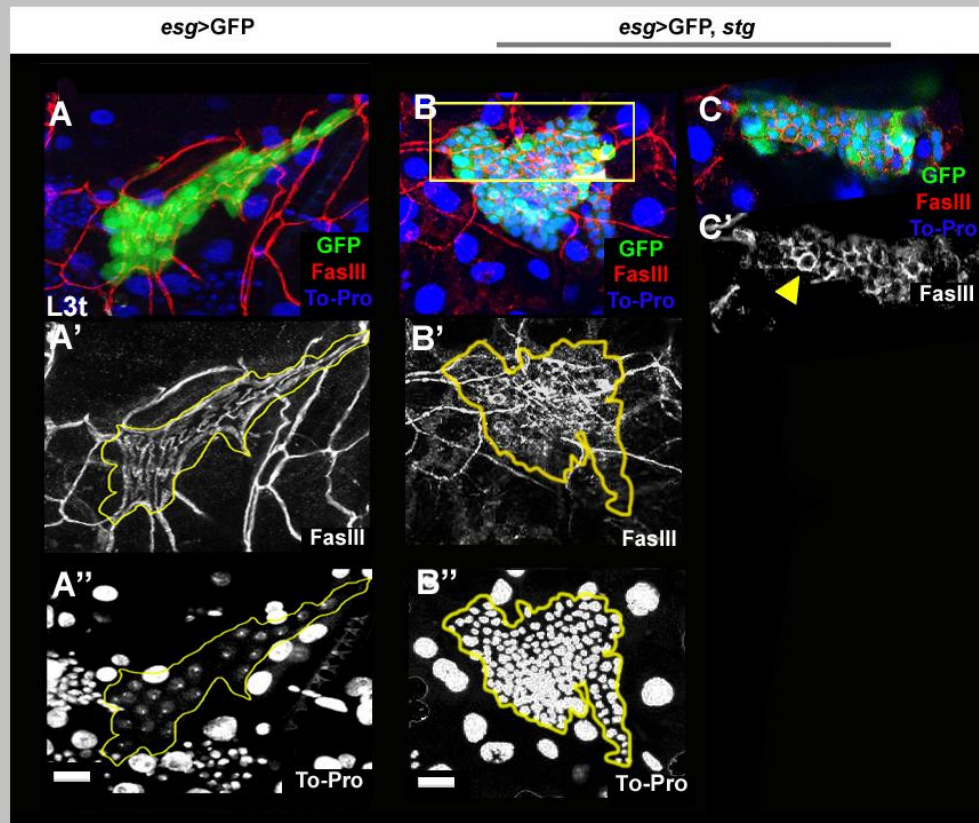 esg>GFP
esg>GFP, stg
A
GFP
FasIII
To-Pro
L3t
B
GFP
FasIII
To-Pro
C
GFP
FasIII
To-Pro
C'
FasIII
A'
FasIII
B'
FasIII
A''
To-Pro
B''
To-Pro